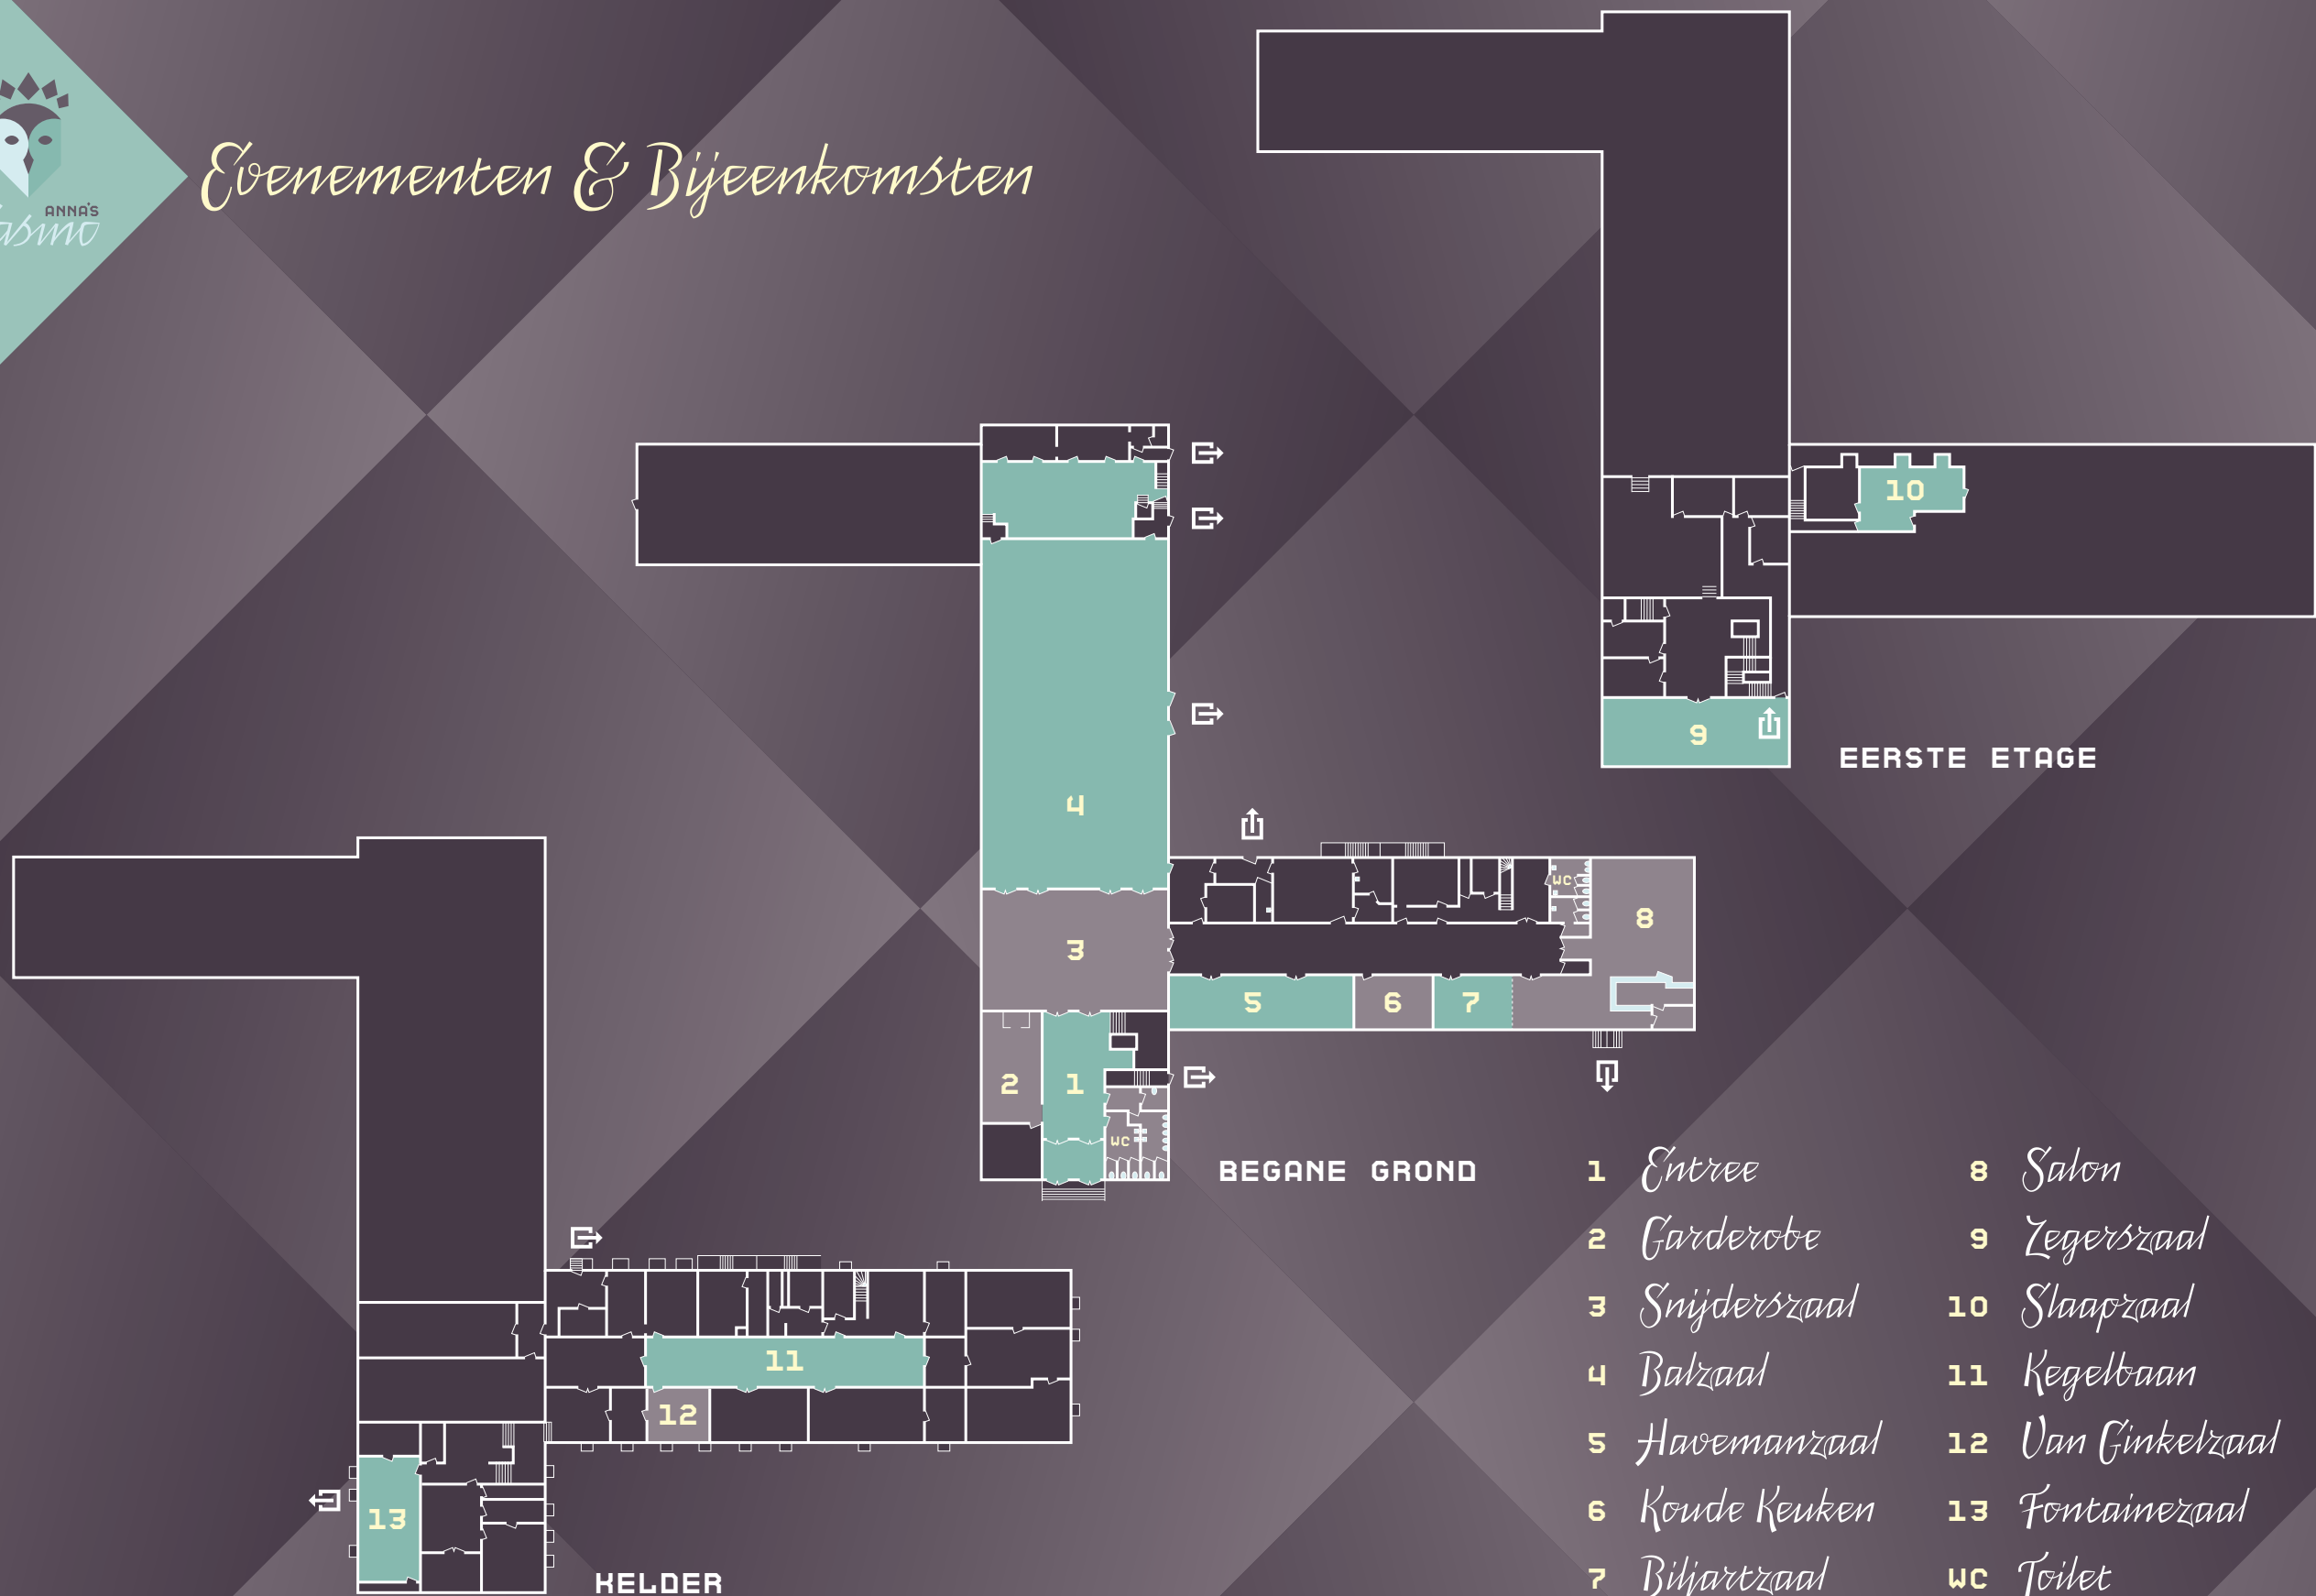 Evenementen & Bijeenkomsten
ANNA'S
10
9
EERSTE ETAGE
4
WC
8
3
5
6
7
2
1
WC
BEGANE GROND
11
12
13
KELDER
1 Entree
2 Garderobe
3 Snijderszaal
4 Balzaal
5 Havemanzaal
6 Koude Keuken
7 Biljartzaal
8 Salon
9 Zegerszaal
10 Slaapzaal
11 Kegelbaan
12 Van Ginkelzaal
13 Fontainezaal
WC Toilet